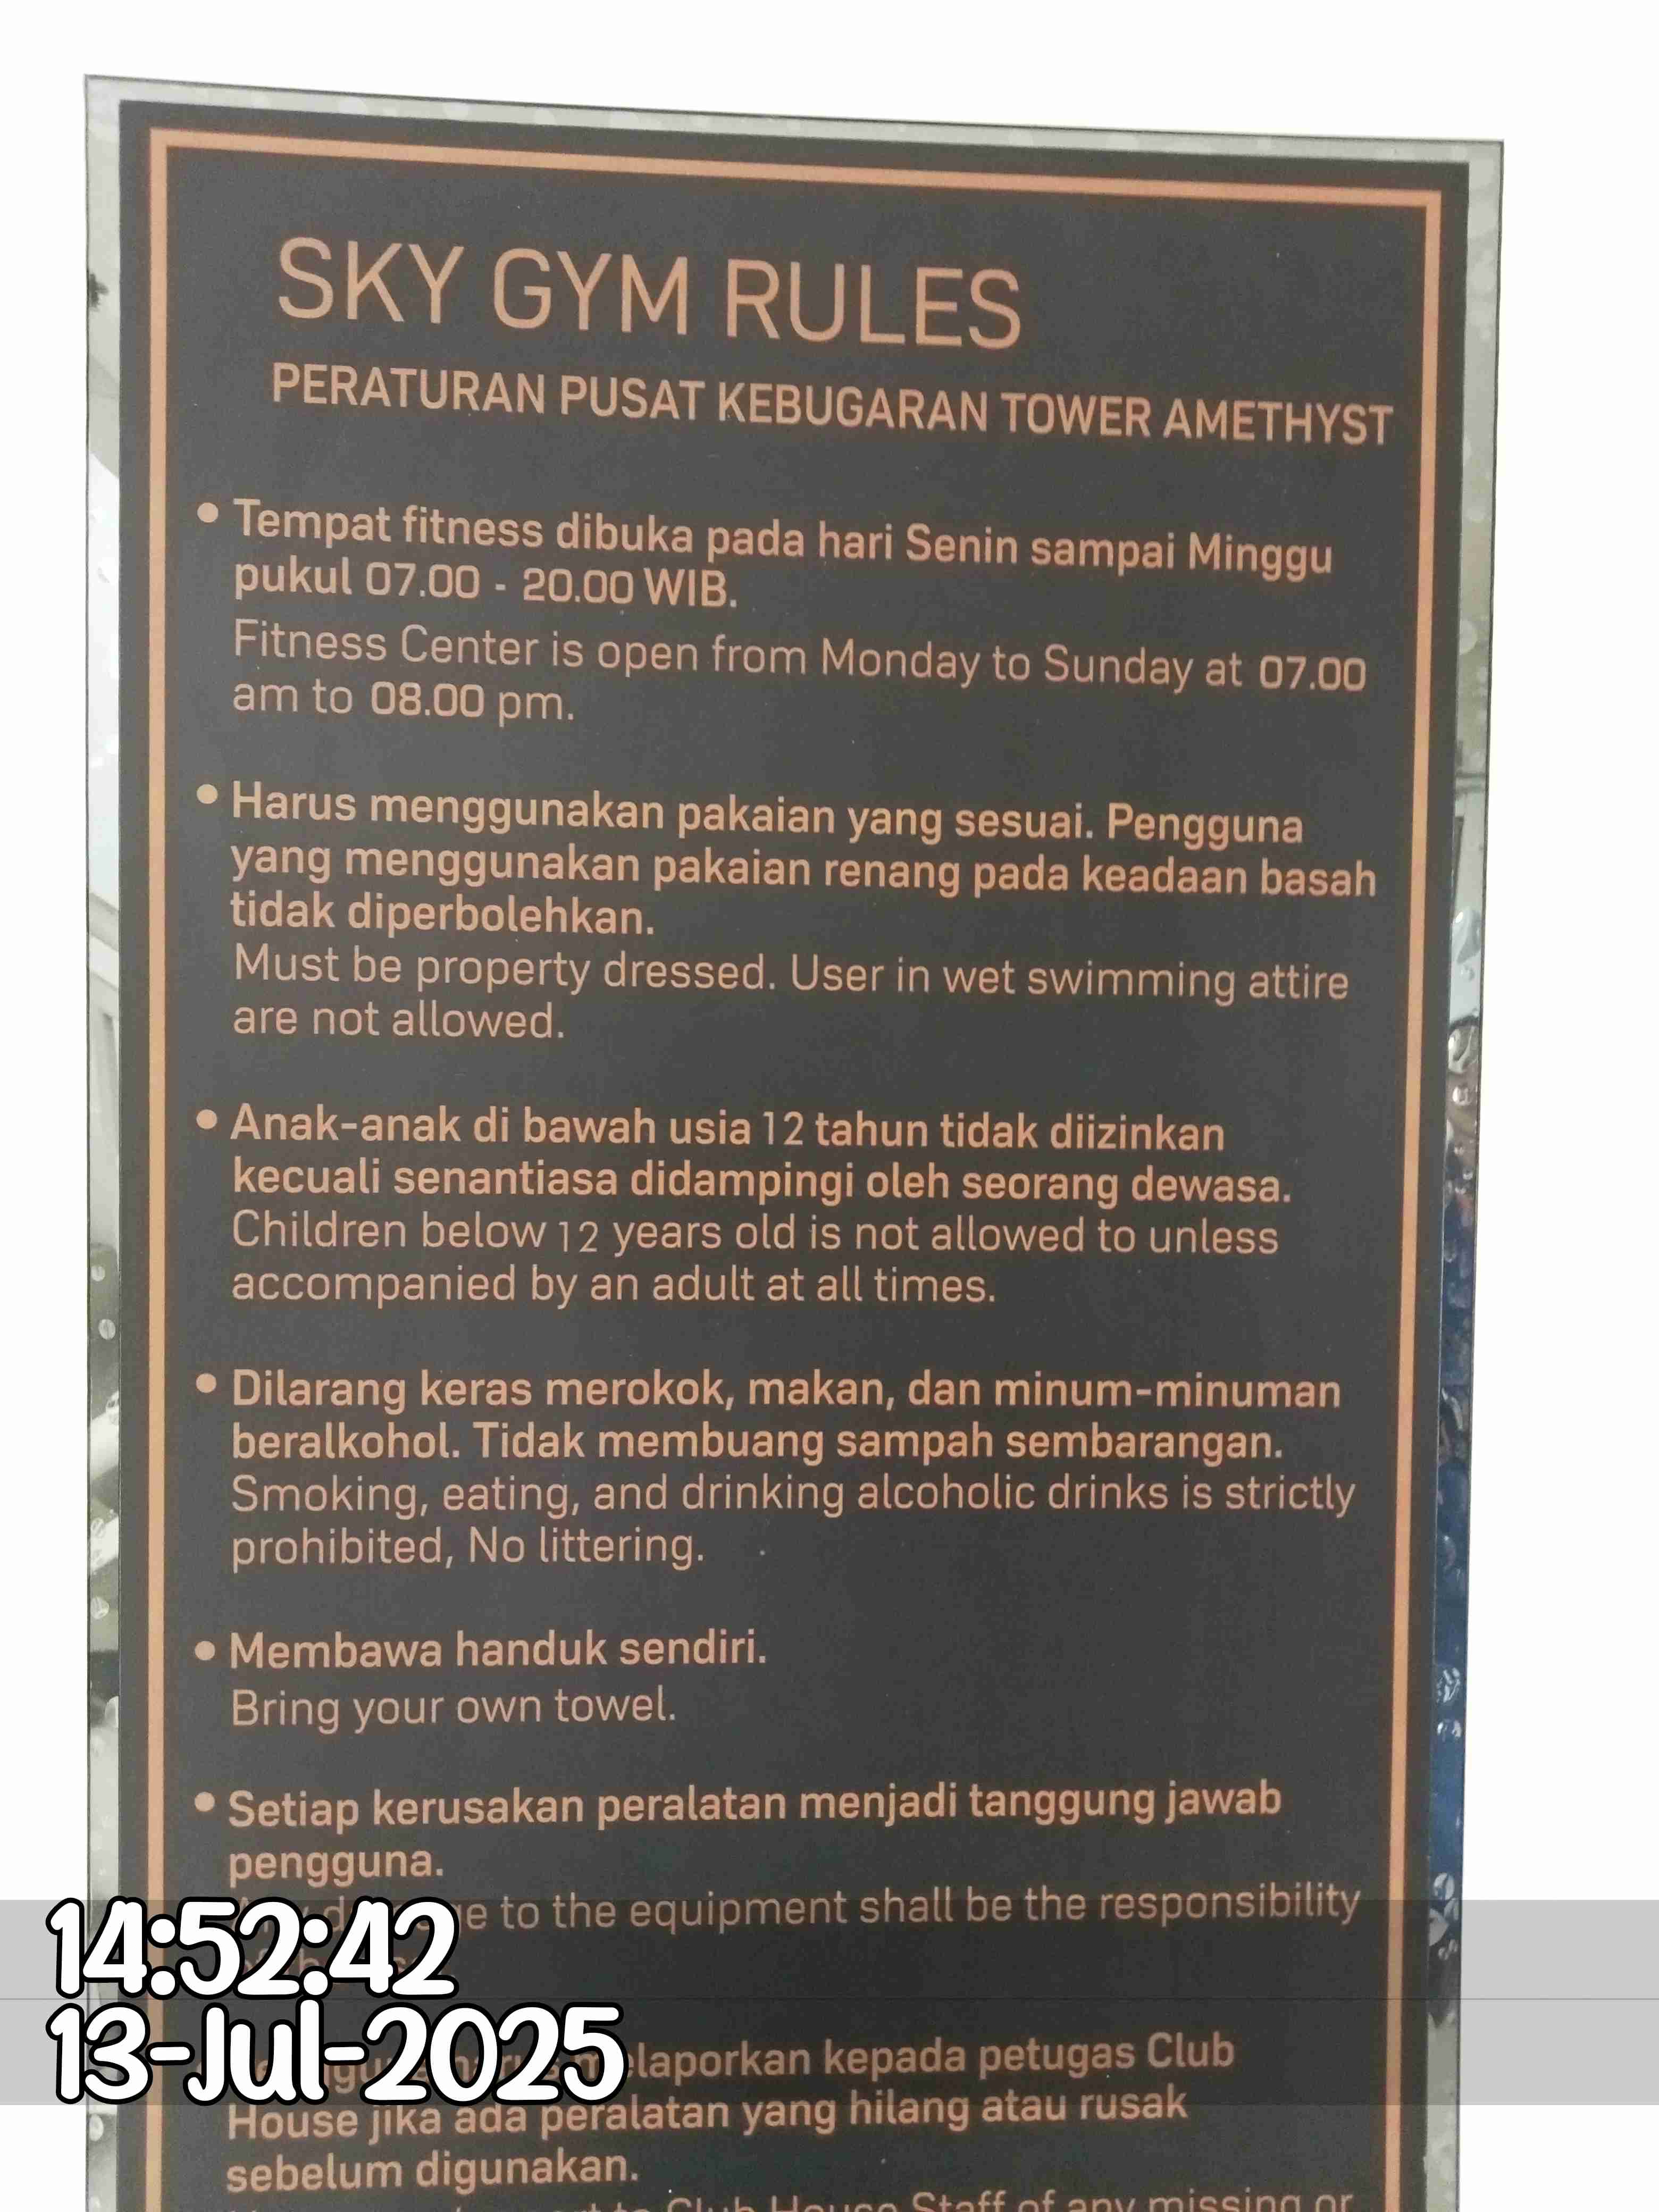 SKY GYM RULES
PERATURAN PUSAT KEBUGARAN TOWER AMETHYST
• Tempat fitness dibuka pada hari Senin sampai Minggu
pukul 07.00 - 20.00 WIB.
Fitness Center is open from Monday to Sunday at 07.00
am to 08.00 pm.
• Harus menggunakan pakaian yang sesuai. Pengguna
yang menggunakan pakaian renang pada keadaan basah
tidak diperbolehkan.
Must be property dressed. User in wet swimming attire
are not allowed.
• Anak-anak di bawah usia 12 tahun tidak diizinkan
kecuali senantiasa didampingi oleh seorang dewasa.
Children below 12 years old is not allowed to unless
accompanied by an adult at all times.
• Dilarang keras merokok, makan, dan minum-minuman
beralkohol. Tidak membuang sampah sembarangan.
Smoking, eating, and drinking alcoholic drinks is strictly
prohibited, No littering.
• Membawa handuk sendiri.
Bring your own towel.
• Setiap kerusakan peralatan menjadi tanggung jawab
pengguna.
to the equipment shall be the responsibility
14:52:42
13-Jul-2025
melaporkan kepada petugas Club
House jika ada peralatan yang hilang atau rusak
sebelum digunakan.
Club House Staff of any missing or